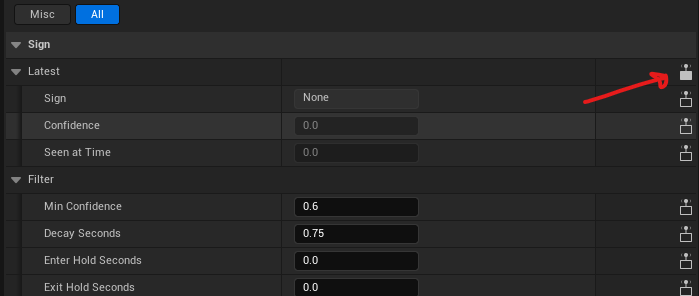 Misc All
Sign
Latest
Sign None
Confidence 0.0
Seen at Time 0.0
Filter
Min Confidence 0.6
Decay Seconds 0.75
Enter Hold Seconds 0.0
Exit Hold Seconds 0.0